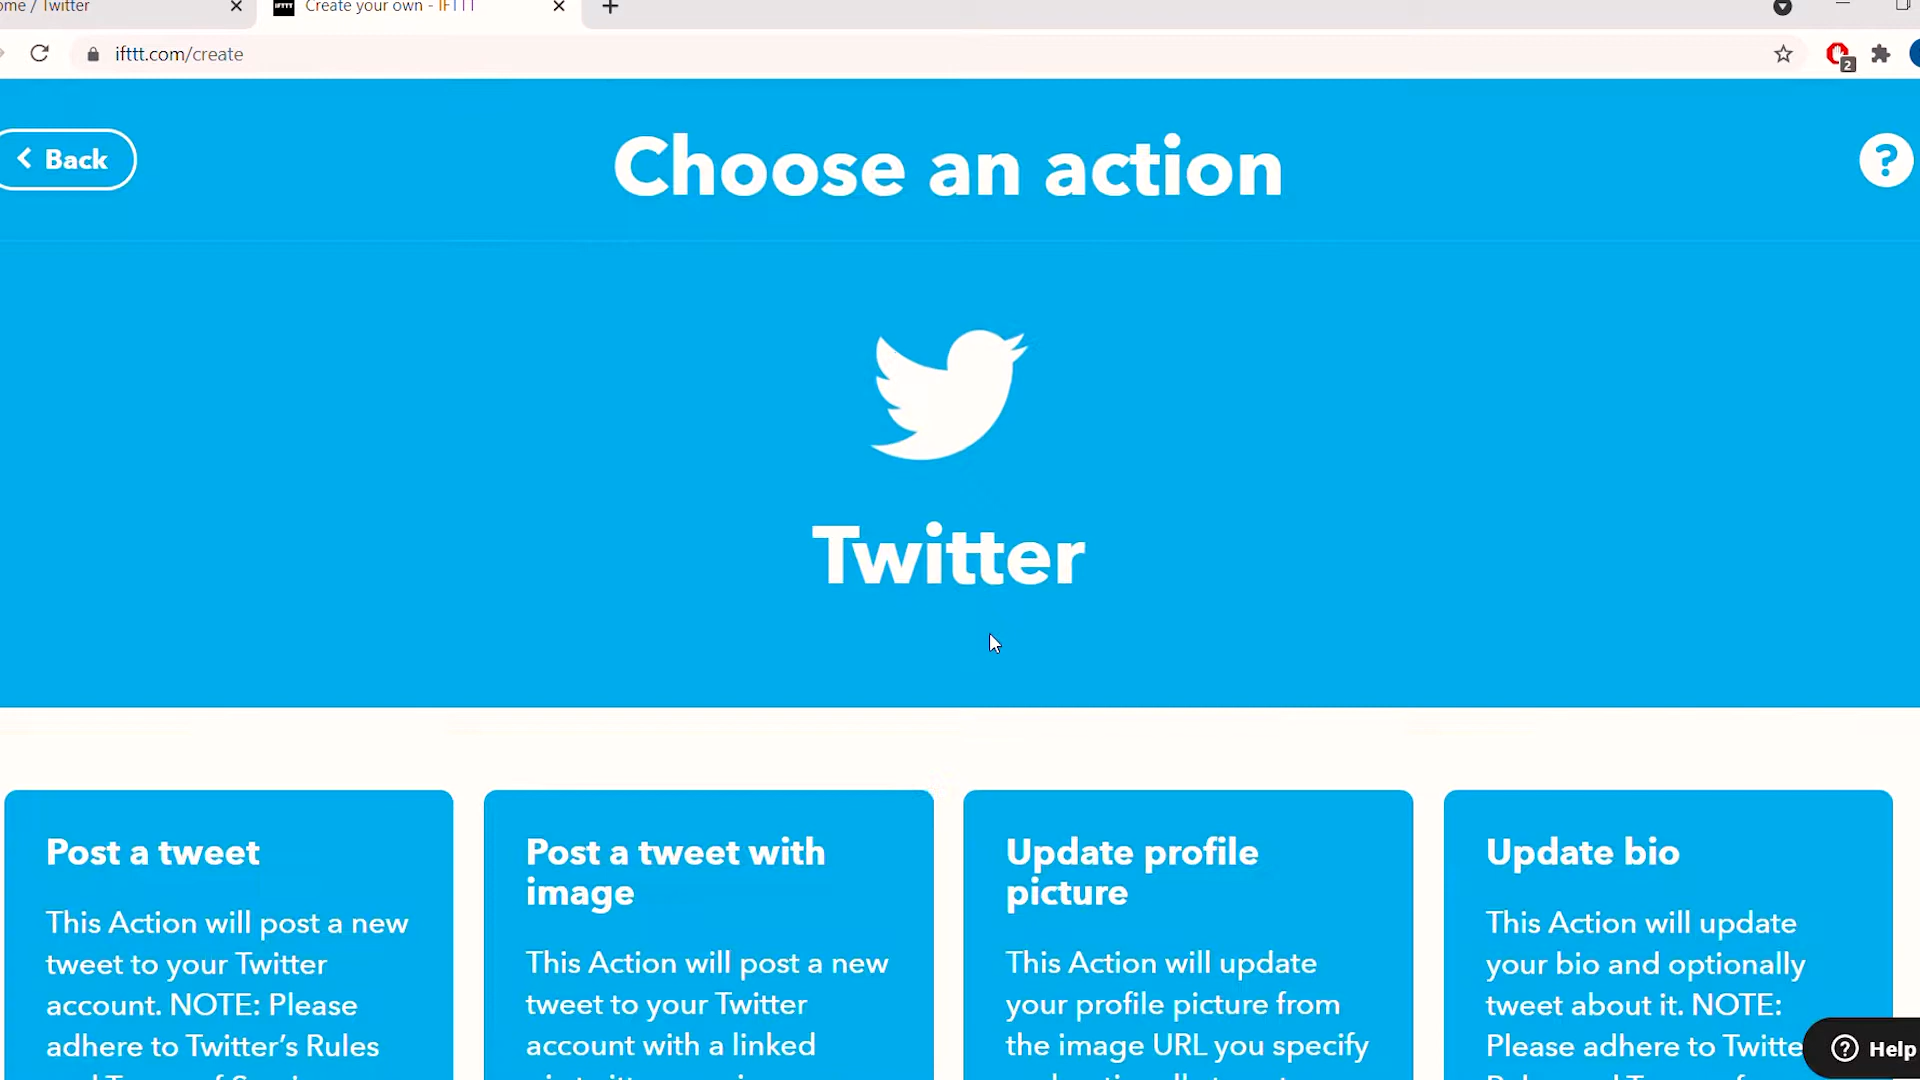 ome / Twitter
IFTTT
Create your own - IFTTT
ifttt.com/create
2
Back
Choose an action
?
Twitter
Post a tweet
This Action will post a new
tweet to your Twitter
account. NOTE: Please
adhere to Twitter's Rules
Post a tweet with
image
This Action will post a new
tweet to your Twitter
account with a linked
Update profile
picture
This Action will update
your profile picture from
the image URL you specify
Update bio
This Action will update
your bio and optionally
tweet about it. NOTE:
Please adhere to Twitte
? Help